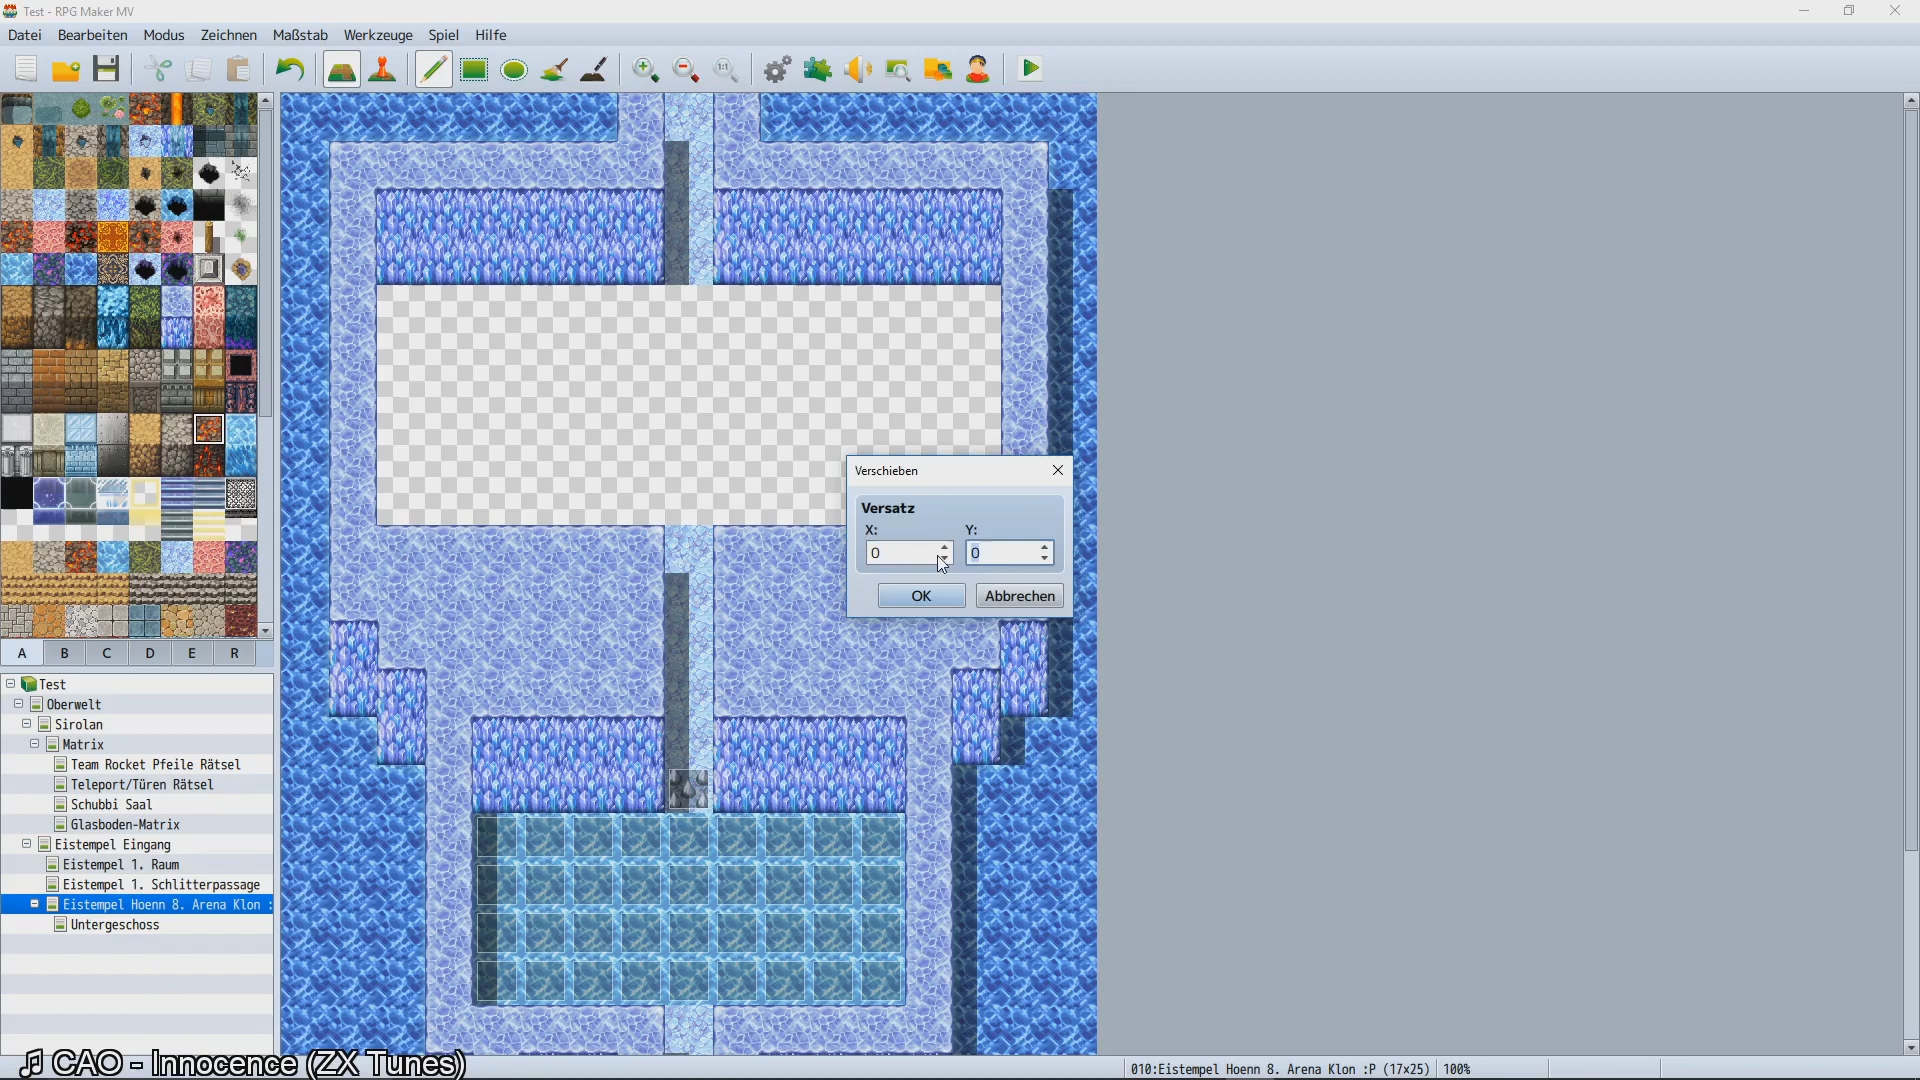 Test - RPG Maker MV
Datei Bearbeiten Modus Zeichnen Maßstab Werkzeuge Spiel Hilfe
1:1
Verschieben
Versatz
X: Y:
0 0
OK Abbrechen
A B C D E R
Test
Oberwelt
Sirolan
Matrix
Team Rocket Pfeile Rätsel
Teleport/Türen Rätsel
Schubbi Saal
Glasboden-Matrix
Eistempel Eingang
Eistempel 1. Raum
Eistempel 1. Schlitterpassage
Eistempel Hoenn 8. Arena Klon :
Untergeschoss
♫ CAO - Innocence (ZX Tunes)
010:Eistempel Hoenn 8. Arena Klon :P (17x25) 100%